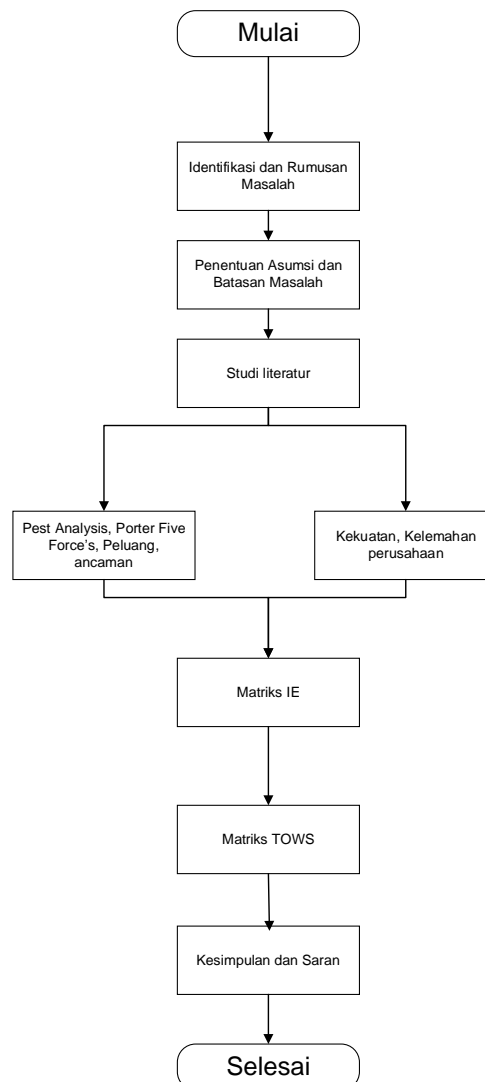 Mulai
Identifikasi dan Rumusan
Masalah
Penentuan Asumsi dan
Batasan Masalah
Studi literatur
Pest Analysis, Porter Five
Force's, Peluang,
ancaman
Kekuatan, Kelemahan
perusahaan
Matriks IE
Matriks TOWS
Kesimpulan dan Saran
Selesai